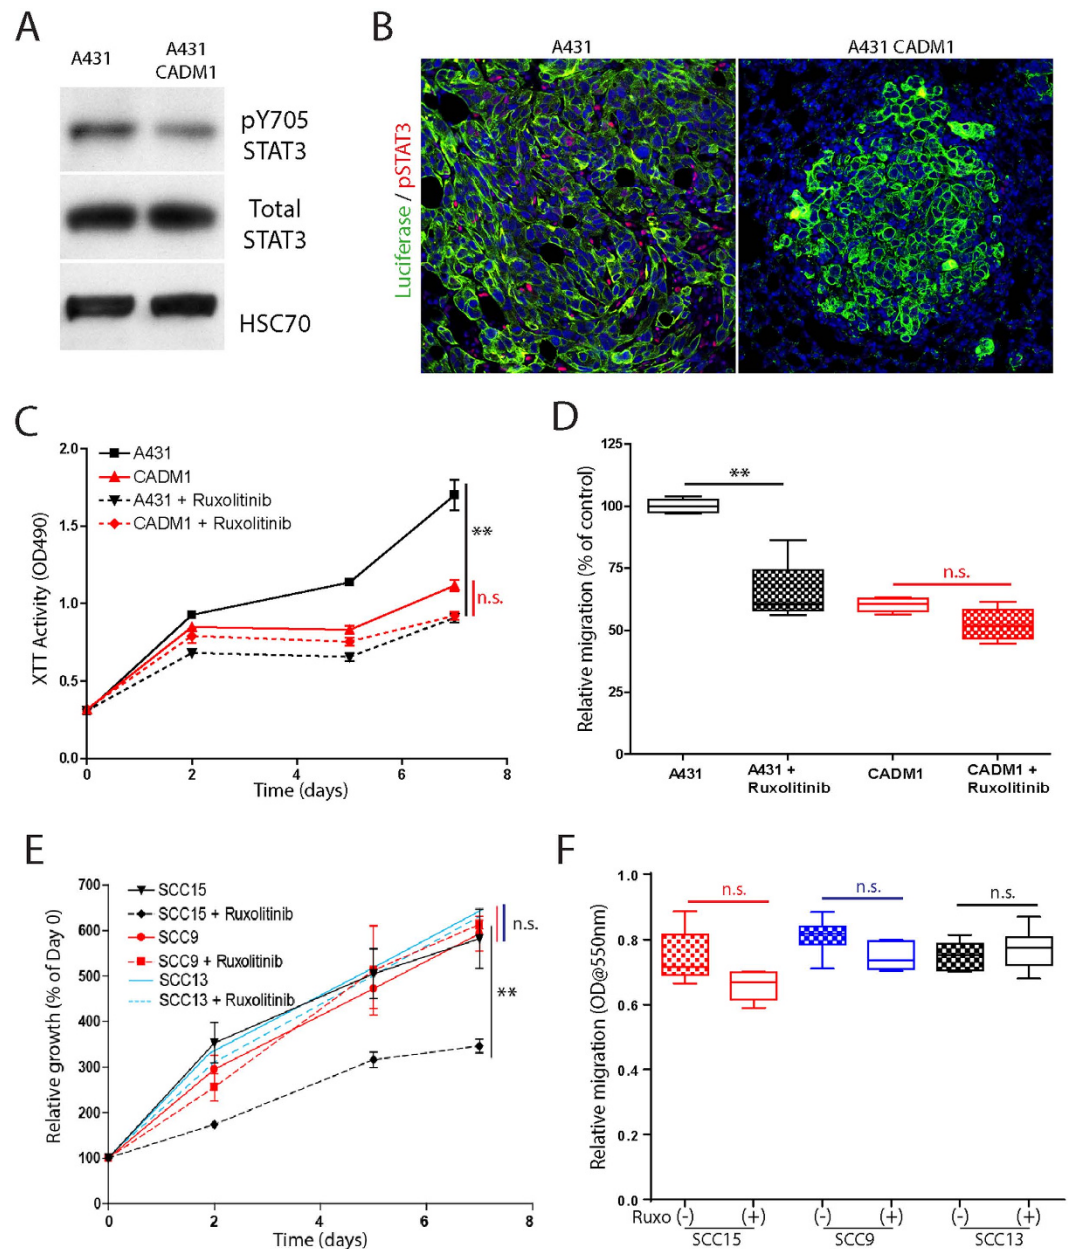 A
A431
A431
CADM1
pY705
STAT3
Total
STAT3
HSC70
B
A431
A431 CADM1
Luciferase / pSTAT3
C
A431
CADM1
A431 + Ruxolitinib
CADM1 + Ruxolitinib
XTT Activity (OD490)
2.0
1.5
1.0
0.5
0.0
**
n.s.
0 2 4 6 8
Time (days)
D
Relative migration (% of control)
125
100
75
50
25
0
**
n.s.
A431
A431 +
Ruxolitinib
CADM1
CADM1 +
Ruxolitinib
E
SCC15
SCC15 + Ruxolitinib
SCC9
SCC9 + Ruxolitinib
SCC13
SCC13 + Ruxolitinib
Relative growth (% of Day 0)
700
600
500
400
300
200
100
0
n.s.
**
0 2 4 6 8
Time (days)
F
Relative migration (OD@550nm)
1.0
0.8
0.6
0.4
0.2
0.0
n.s. n.s. n.s.
Ruxo (-) (+) (-) (+) (-) (+)
SCC15 SCC9 SCC13